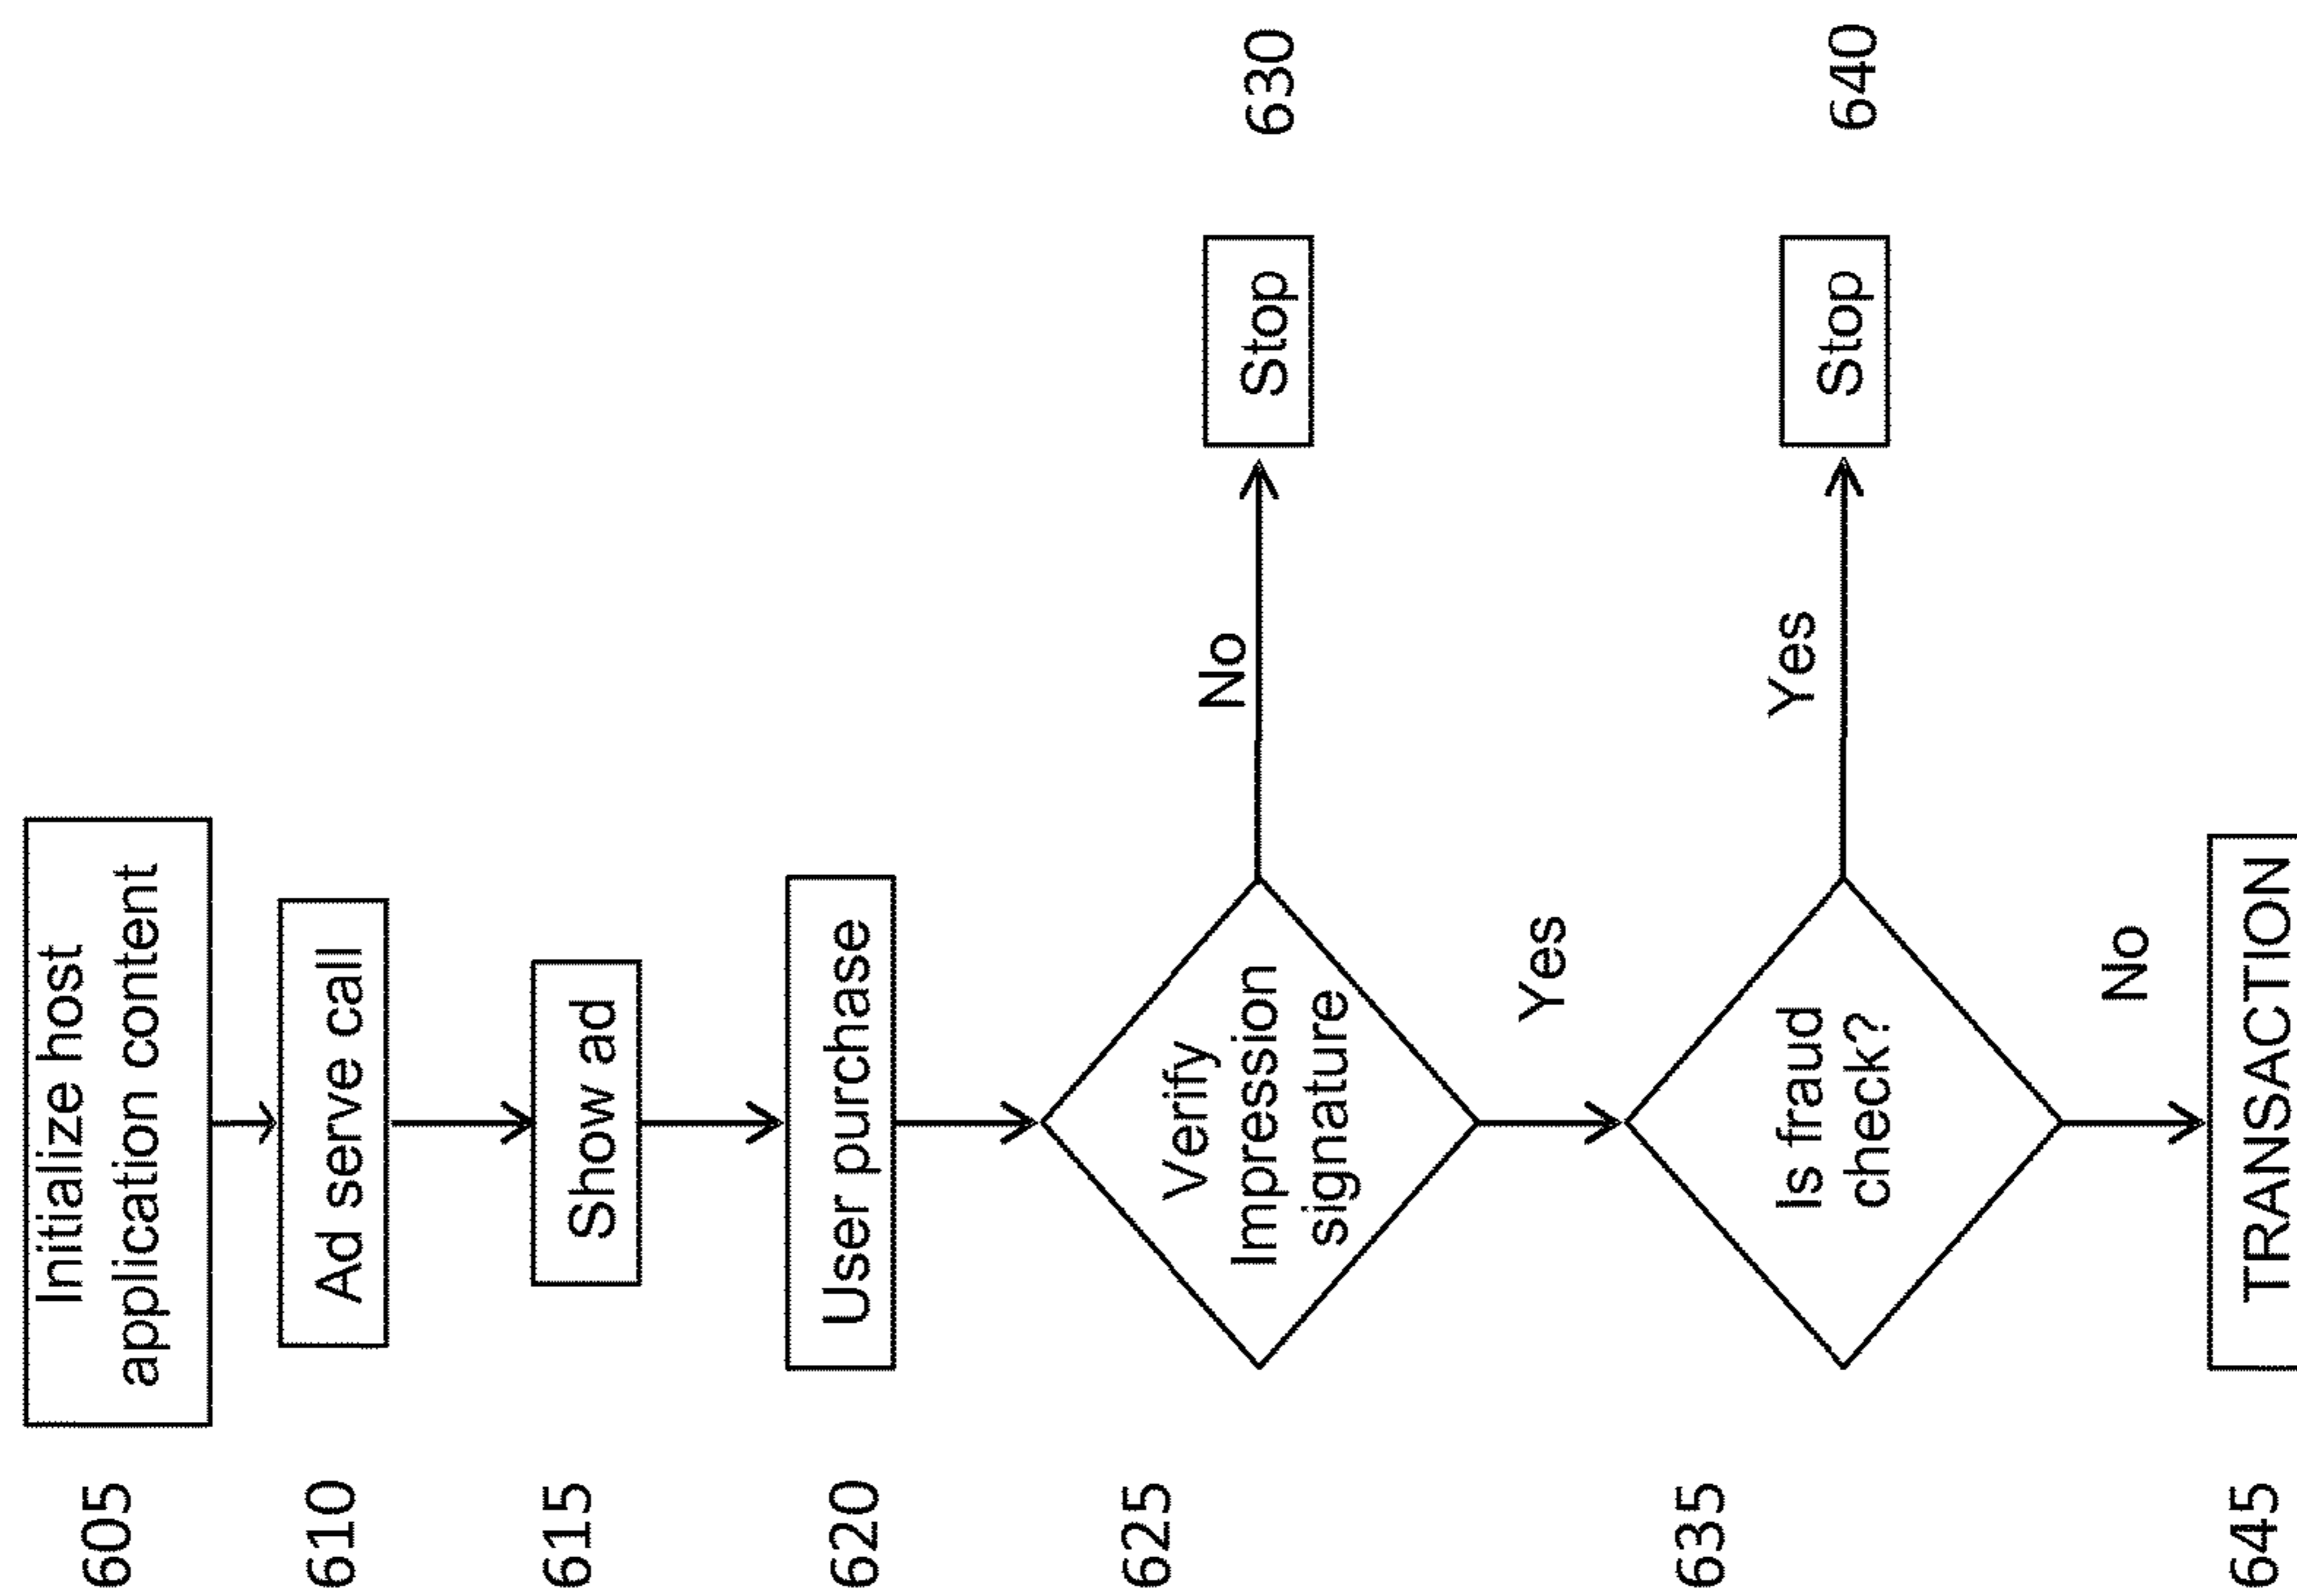 605
Initialize host
application content
610
Ad serve call
615
Show ad
620
User purchase
625
Verify
Impression
signature
No
Stop
630
Yes
635
Is fraud
check?
Yes
Stop
640
No
645
TRANSACTION